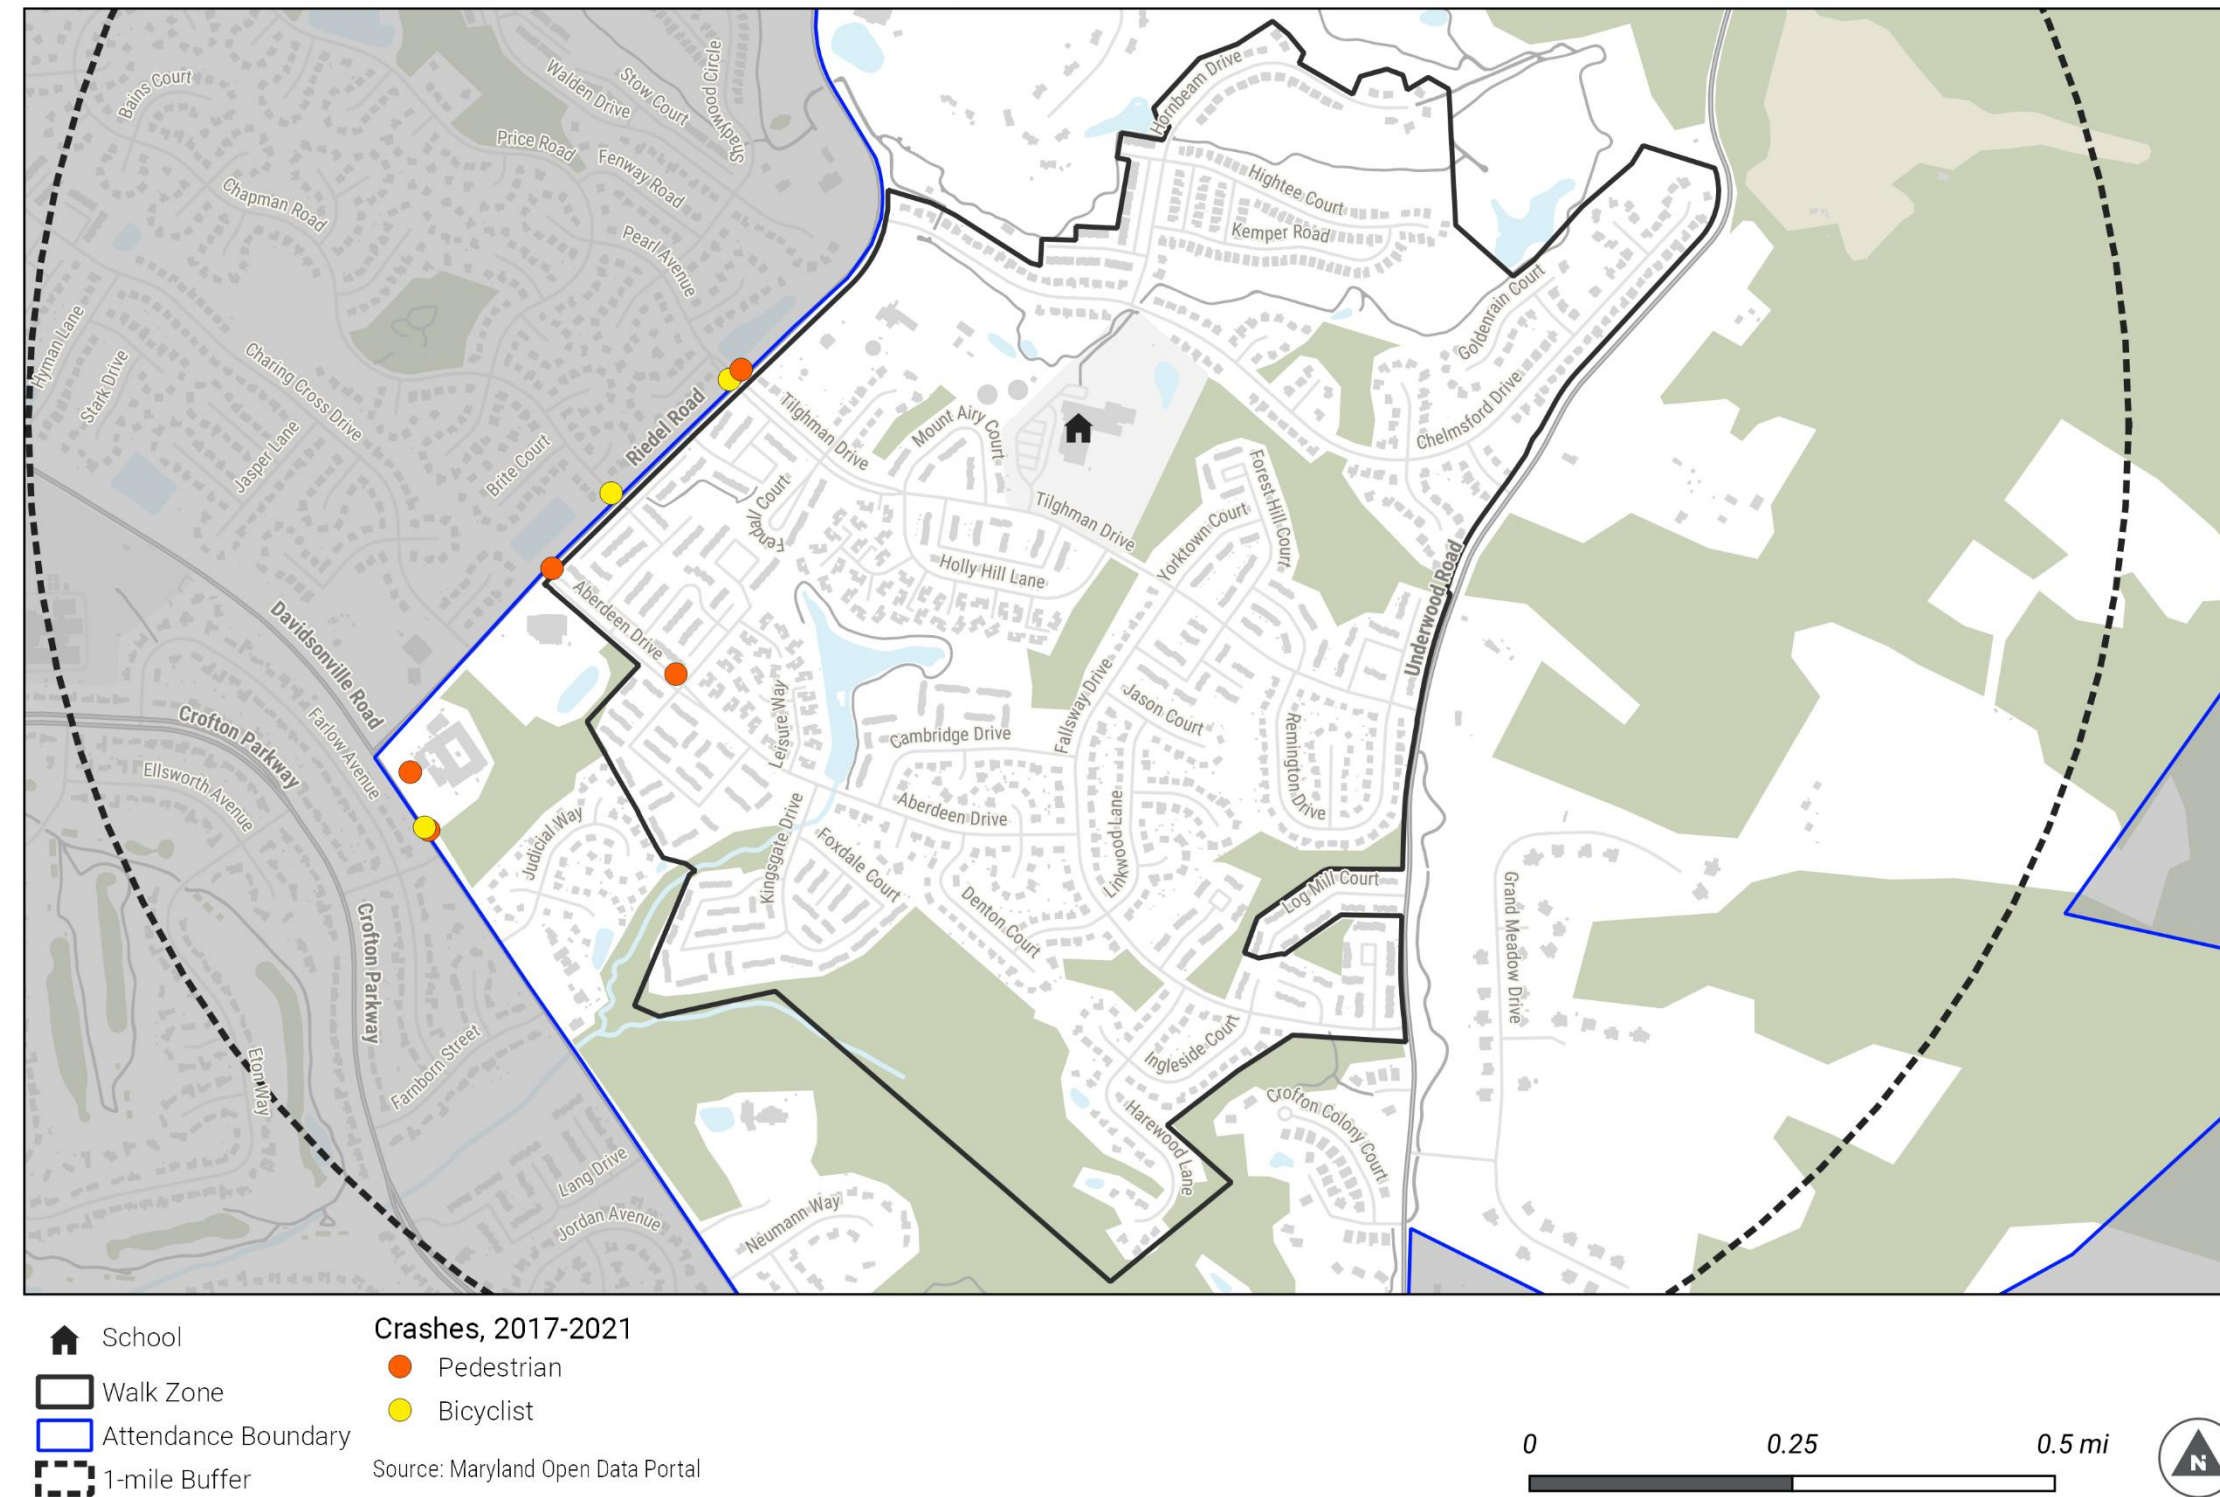 Bains Court
Walden Drive
Stow Court
Shaywood Circle
Price Road
Fenway Road
Chapman Road
Pearl Avenue
Hyman Lane
Stark Drive
Charing Cross Drive
Jasper Lane
Brite Court
Riedel Road
Davidsonville Road
Crofton Parkway
Farlow Avenue
Ellsworth Avenue
Crofton Parkway
Eton Way
Farnborn Street
Lang Drive
Jordan Avenue
Hornbeam Drive
Hightee Court
Kemper Road
Goldenrain Court
Chelmsford Drive
Tilghman Drive
Mount Airy Court
Fendall Court
Tilghman Drive
Holly Hill Lane
Yorktown Court
Forest Hill Court
Underwood Road
Aberdeen Drive
Leisure Way
Cambridge Drive
Fallsway Drive
Jason Court
Remington Drive
Aberdeen Drive
Linkwood Lane
Kingsgate Drive
Foxdale Court
Denton Court
Judicial Way
Log Mill Court
Grand Meadow Drive
Ingleside Court
Harewood Lane
Crofton Colony Court
Neumann Way
School
Walk Zone
Attendance Boundary
1-mile Buffer
Crashes, 2017-2021
Pedestrian
Bicyclist
Source: Maryland Open Data Portal
0 0.25 0.5 mi
N